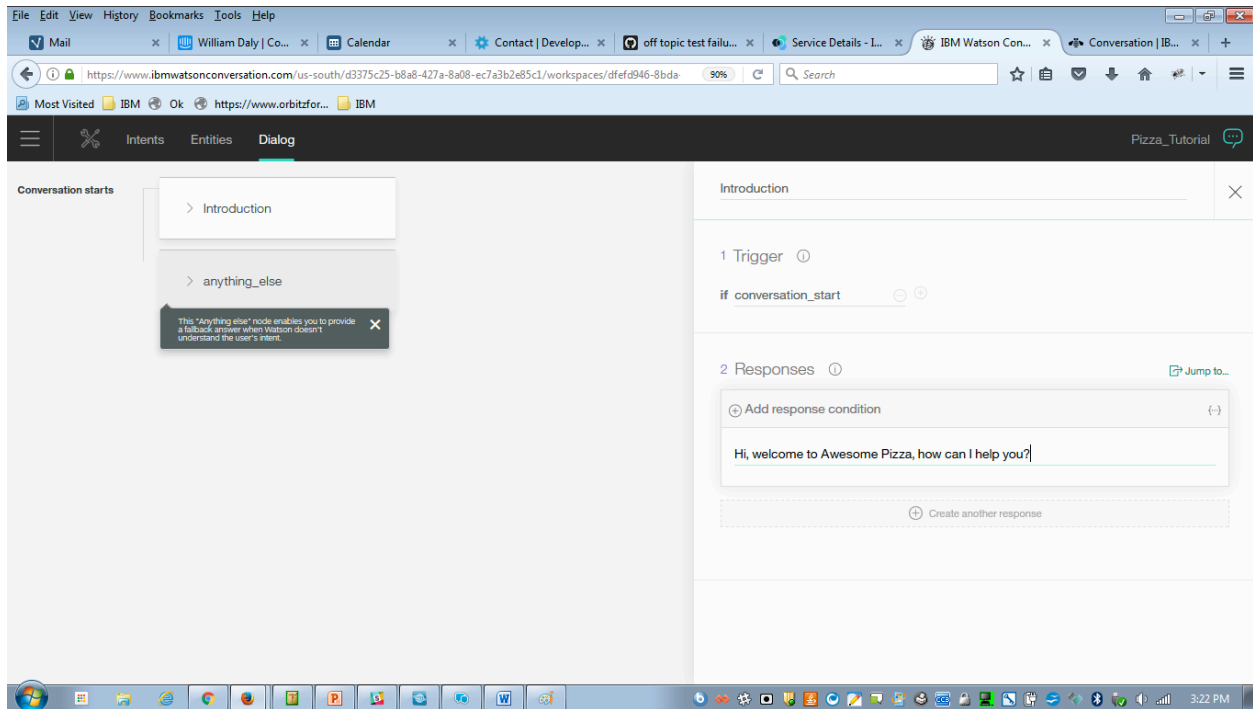 File Edit View History Bookmarks Tools Help
Mail
William Daly | Co...
Calendar
Contact | Develop...
off topic test failu...
Service Details - I...
IBM Watson Con...
Conversation | IB...
https://www.ibmwatsonconversation.com/us-south/d3375c25-b8a8-427a-8a08-ec7a3b2e85c1/workspaces/dfefd946-8bda-
90%
Search
Most Visited IBM Ok https://www.orbitzfor... IBM
Intents Entities Dialog
Pizza_Tutorial
Conversation starts
Introduction
anything_else
This "Anything else" node enables you to provide
a fallback answer when Watson doesn't
understand the user's intent.
Introduction
1 Trigger
if conversation_start
2 Responses
Jump to...
Add response condition
Hi, welcome to Awesome Pizza, how can I help you?
Create another response
3:22 PM